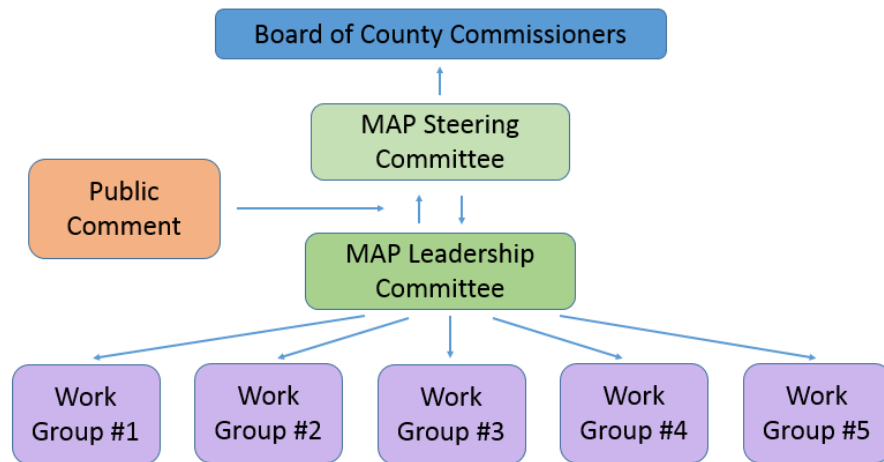 Board of County Commissioners
MAP Steering
Committee
Public
Comment
MAP Leadership
Committee
Work
Group #1
Work
Group #2
Work
Group #3
Work
Group #4
Work
Group #5